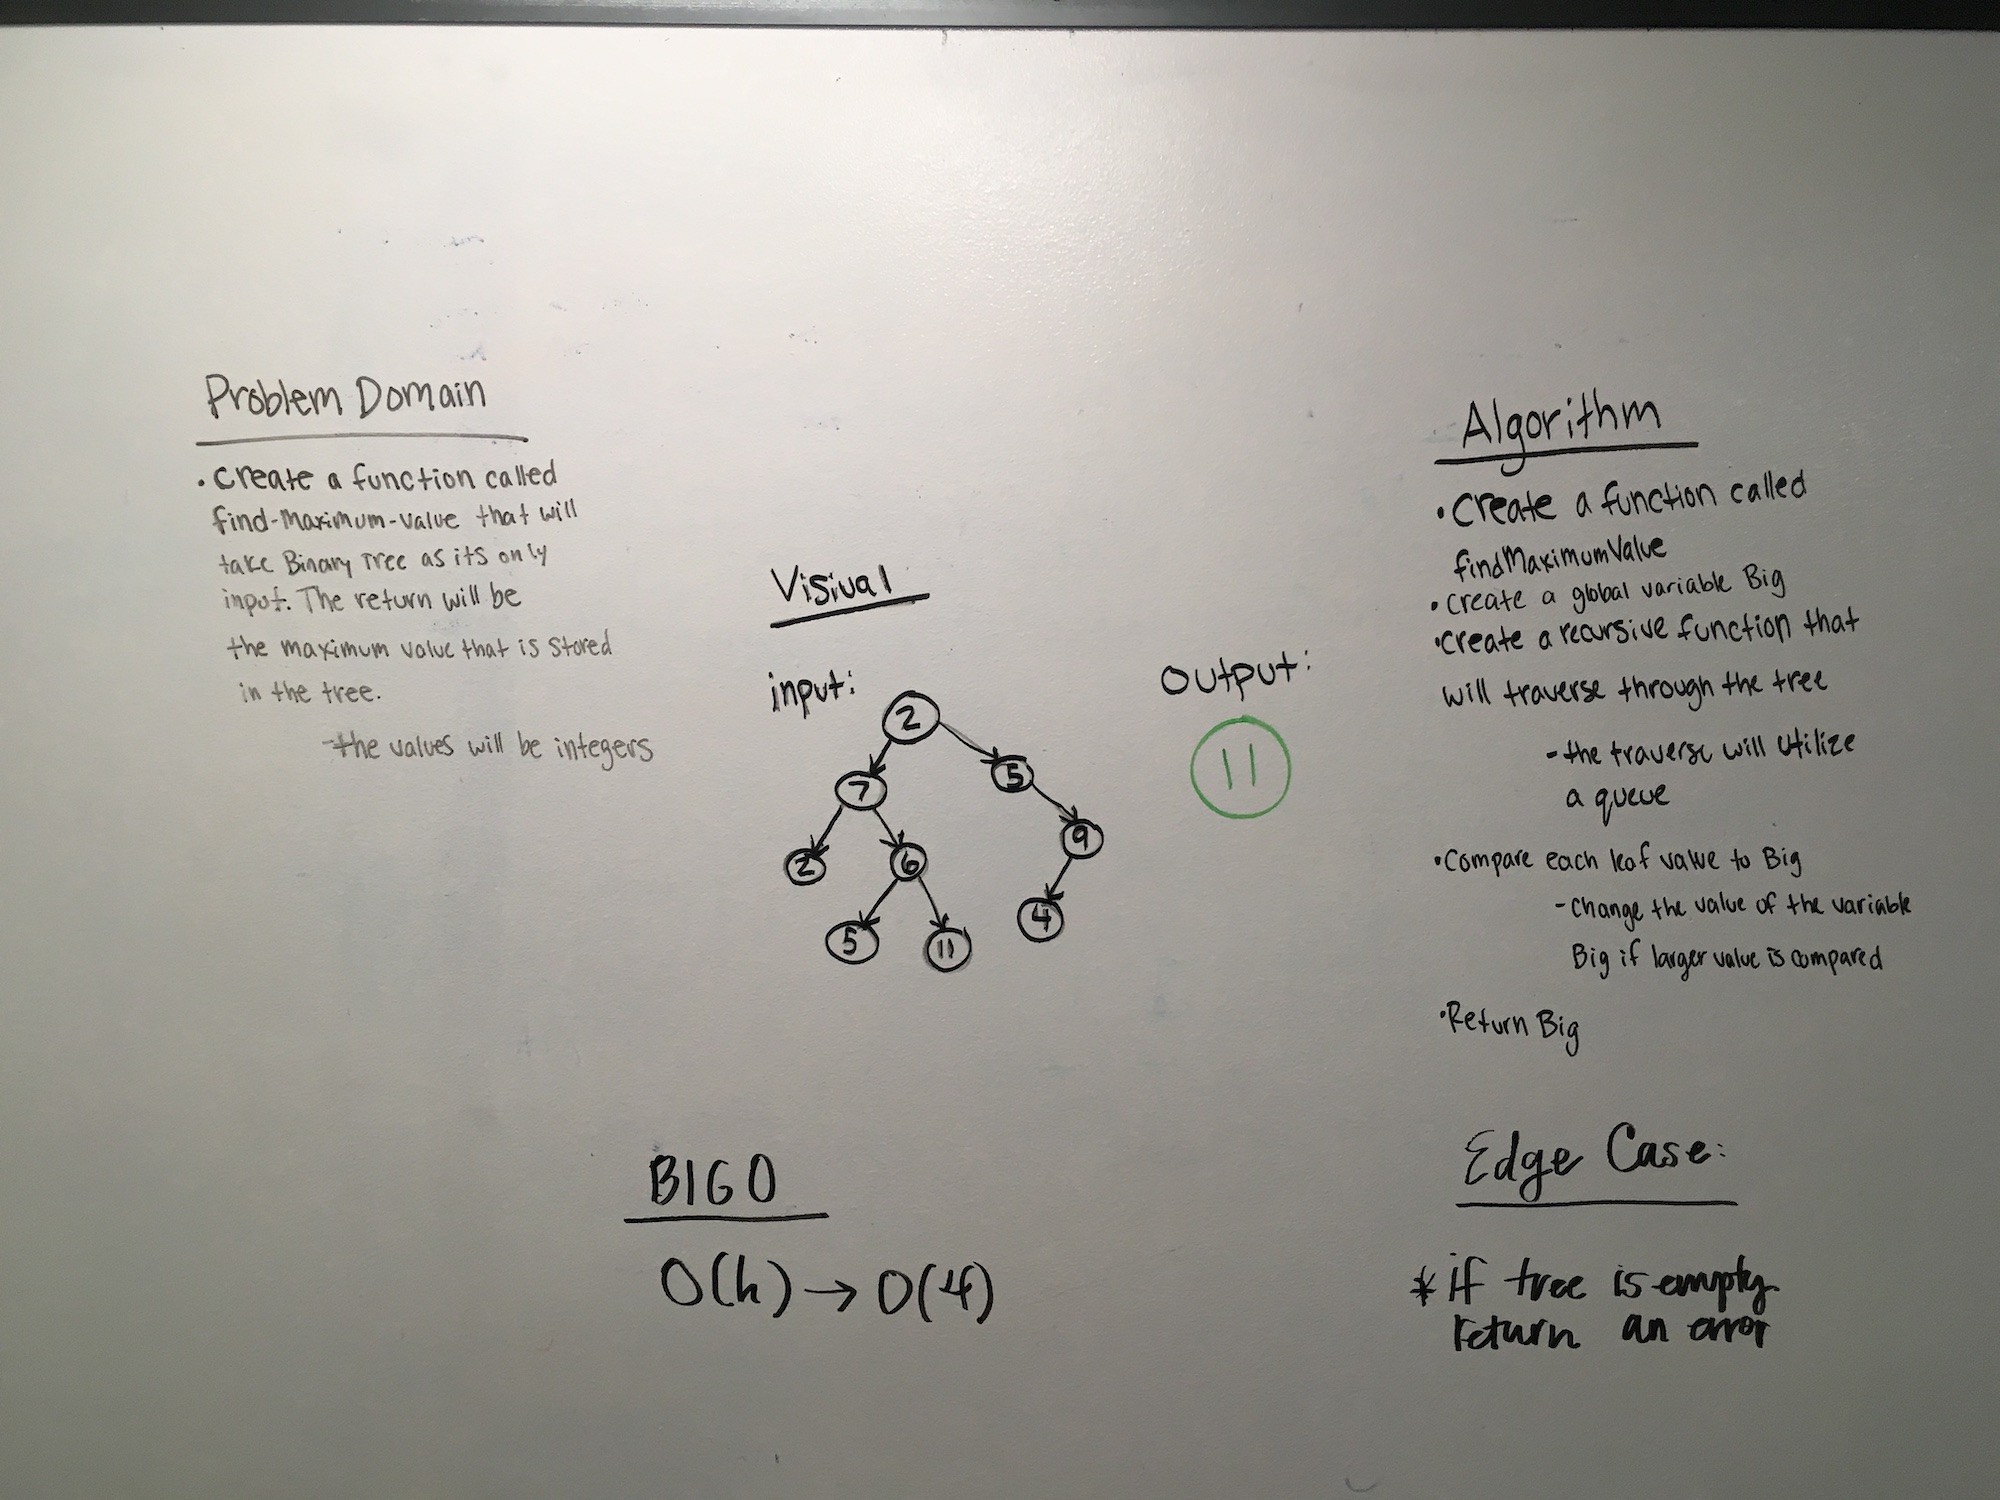 Problem Domain
• Create a function called
find-Maximum-value that will
take Binary Tree as its only
input. The return will be
the maximum value that is stored
in the tree.
-the values will be integers
Visiual
input:
2
7
5
2
6
9
5
11
4
OUtpUt:
11
Algorithm
• Create a function called
findMaximumValue
• Create a global variable Big
• Create a recursive function that
will traverse through the tree
- the traverse will utilize
a queue
• Compare each leaf value to Big
- Change the value of the variable
Big if larger value is compared
• Return Big
BIG O
O(h) → O(4)
Edge Case:
* if tree is empty
return an error